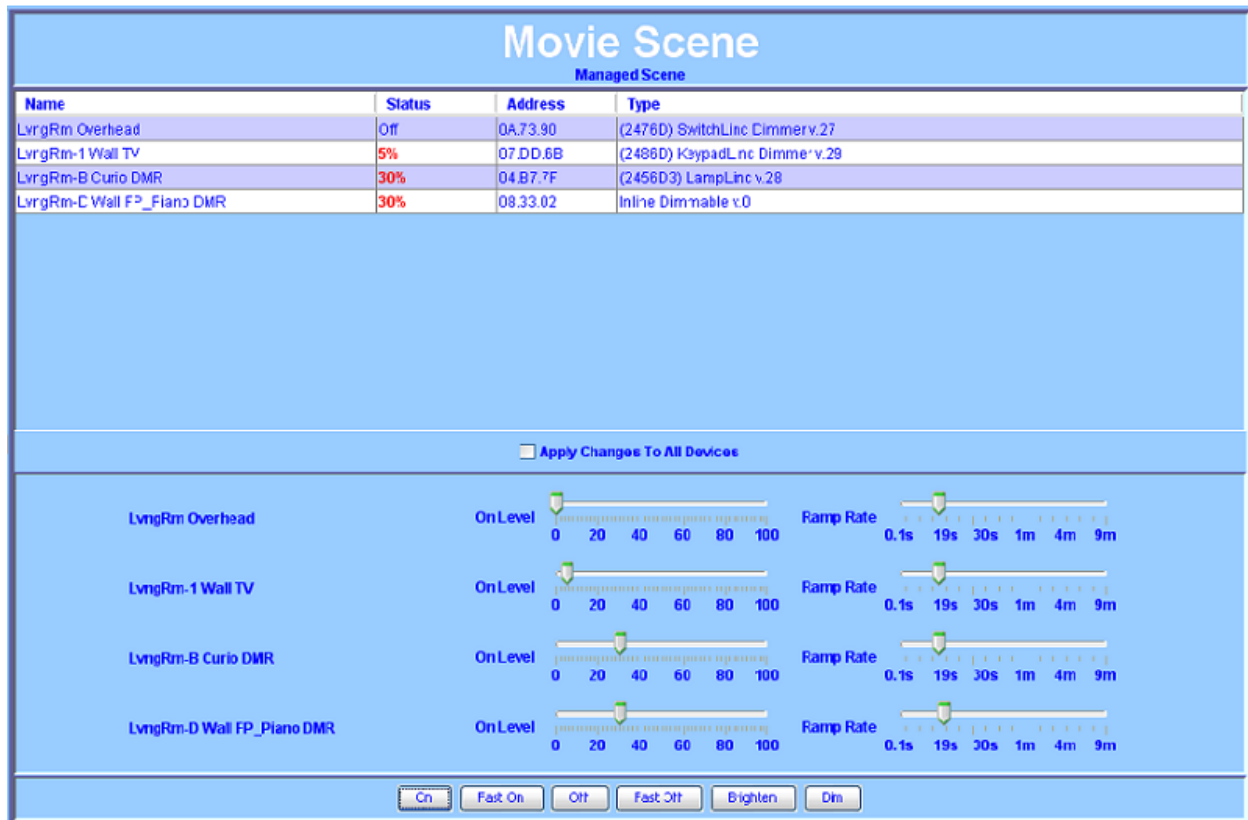 Movie Scene
Managed Scene
Name Status Address Type
LvngRm Overhead Off 0A.73.90 (2476D) SwitchLinc Dimmer v.27
LvngRm-1 Wall TV 5% 07.DD.6B (2486D) KeypadLinc Dimmer v.29
LvngRm-B Curio DMR 30% 04.B7.7F (2456D3) LampLinc v.28
LvngRm-D Wall FP_Piano DMR 30% 08.33.02 Inline Dimmable v.0
Apply Changes To All Devices
LvngRm Overhead On Level 0 20 40 60 80 100 Ramp Rate 0.1s 19s 30s 1m 4m 9m
LvngRm-1 Wall TV On Level 0 20 40 60 80 100 Ramp Rate 0.1s 19s 30s 1m 4m 9m
LvngRm-B Curio DMR On Level 0 20 40 60 80 100 Ramp Rate 0.1s 19s 30s 1m 4m 9m
LvngRm-D Wall FP_Piano DMR On Level 0 20 40 60 80 100 Ramp Rate 0.1s 19s 30s 1m 4m 9m
On Fast On Off Fast Off Brighten Dim